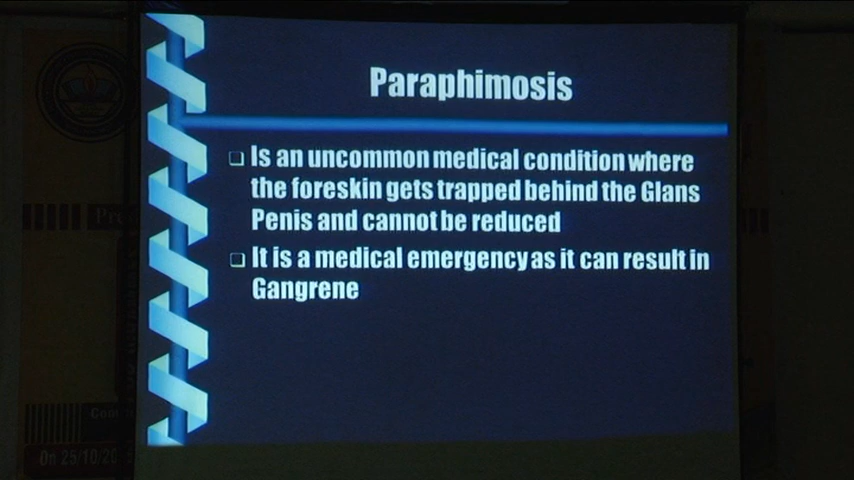 Paraphimosis
❑ Is an uncommon medical condition where
the foreskin gets trapped behind the Glans
Penis and cannot be reduced
❑ It is a medical emergency as it can result in
Gangrene